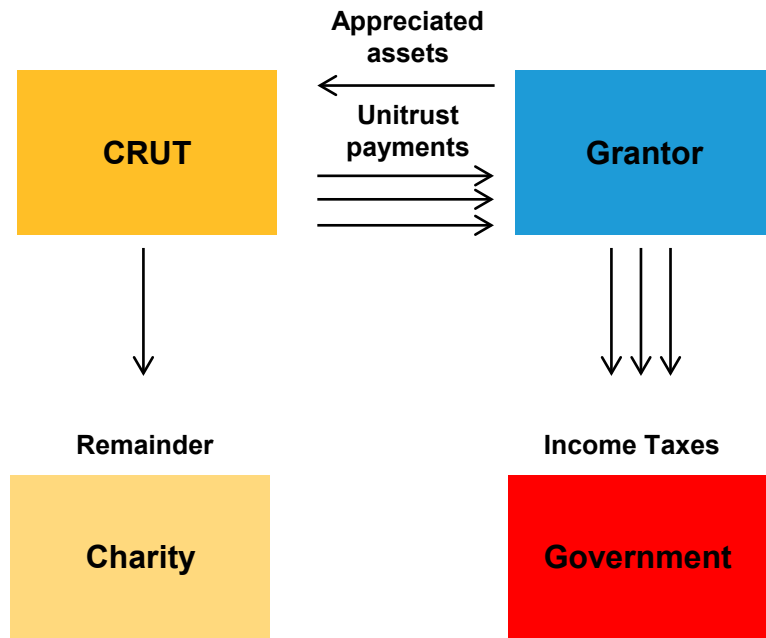 Appreciated
assets
CRUT
Unitrust
payments
Grantor
Remainder
Income Taxes
Charity
Government